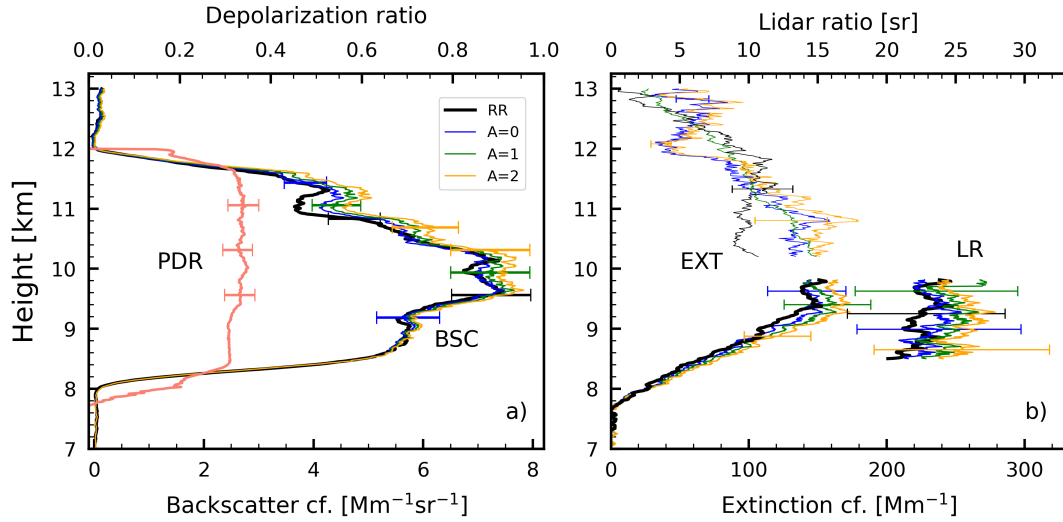 Depolarization ratio
Lidar ratio [sr]
0.0 0.2 0.4 0.6 0.8 1.0
0 5 10 15 20 25 30
13
12
11
10
9
8
7
Height [km]
RR
A=0
A=1
A=2
PDR
BSC
a)
13
12
11
10
9
8
7
EXT
LR
b)
0 2 4 6 8
0 100 200 300
Backscatter cf. [Mm⁻¹sr⁻¹]
Extinction cf. [Mm⁻¹]